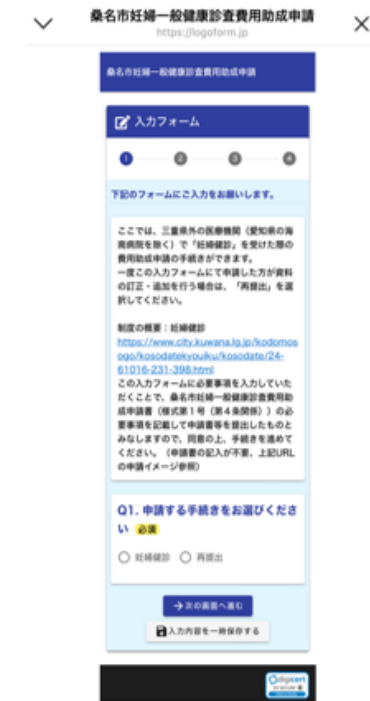 桑名市妊婦一般健康診査費用助成申請
https://logoform.jp
桑名市妊婦一般健康診査費用助成申請
入力フォーム
1 2 3 4
下記のフォームにご入力をお願いします。
ここでは、三重県外の医療機関（愛知県の海
南病院を除く）で「妊婦健診」を受けた際の
費用助成申請の手続きができます。
一度この入力フォームにて申請した方が資料
の訂正・追加を行う場合は、「再提出」を選
択してください。
制度の概要：妊婦健診
https://www.city.kuwana.lg.jp/kodomos
ogo/kosodatekyouiku/kosodate/24-
61016-231-398.html
この入力フォームに必要事項を入力していた
だくことで、桑名市妊婦一般健康診査費用助
成申請書（様式第１号（第４条関係））の必
要事項を記載して申請書等を提出したものと
みなしますので、同意の上、手続きを進めて
ください。（申請書の記入が不要、上記URL
の申請イメージ参照）
Q1. 申請する手続きをお選びくださ
い 必須
妊婦健診 再提出
→次の画面へ進む
入力内容を一時保存する
digicert